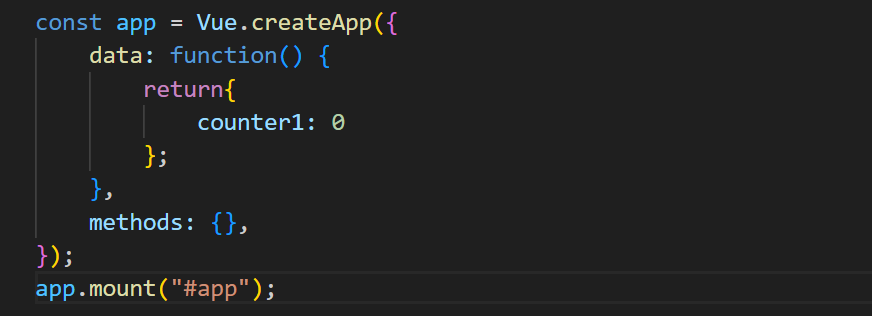 const app = Vue.createApp({
    data: function() {
        return{
            counter1: 0
        };
    },
    methods: {},
});
app.mount("#app");